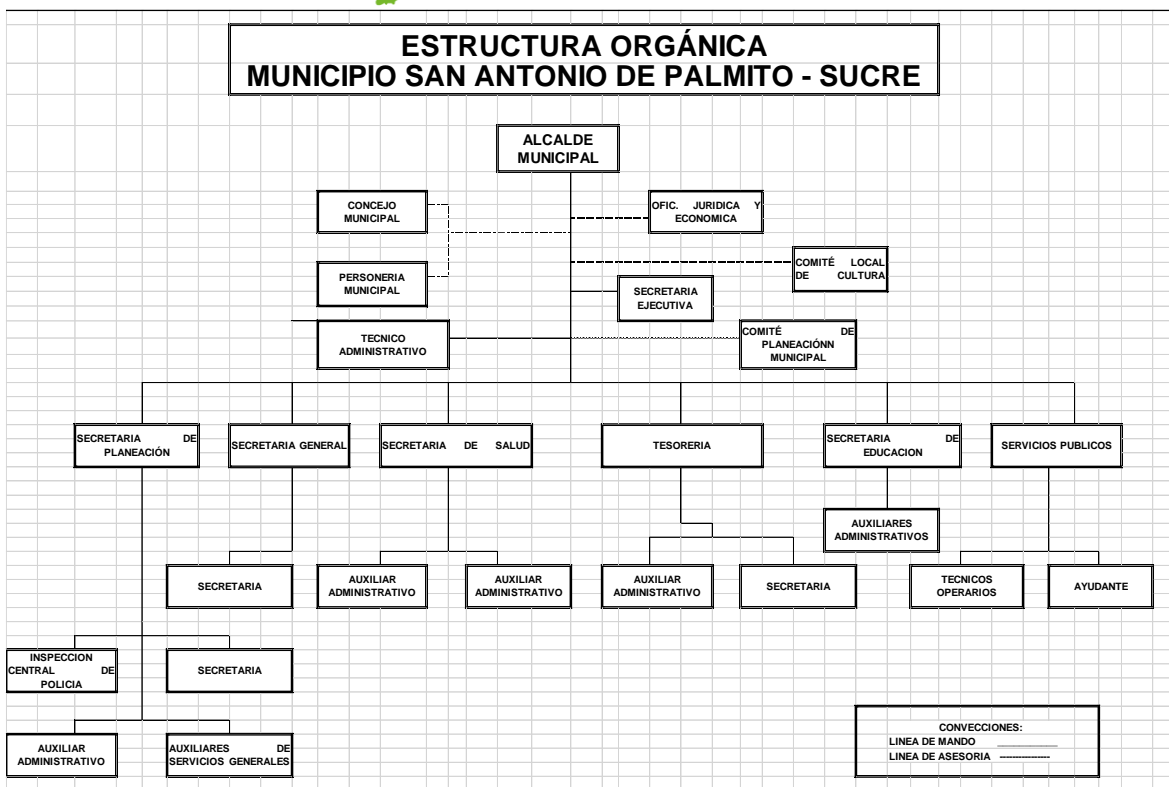 ESTRUCTURA ORGÁNICA
MUNICIPIO SAN ANTONIO DE PALMITO - SUCRE
ALCALDE
MUNICIPAL
CONCEJO
MUNICIPAL
OFIC. JURIDICA Y
ECONOMICA
COMITÉ LOCAL
DE CULTURA
PERSONERIA
MUNICIPAL
SECRETARIA
EJECUTIVA
TECNICO
ADMINISTRATIVO
COMITÉ DE
PLANEACIÓNN
MUNICIPAL
SECRETARIA DE
PLANEACIÓN
SECRETARIA GENERAL
SECRETARIA DE SALUD
TESORERIA
SECRETARIA DE
EDUCACION
SERVICIOS PUBLICOS
AUXILIARES
ADMINISTRATIVOS
SECRETARIA
AUXILIAR
ADMINISTRATIVO
AUXILIAR
ADMINISTRATIVO
AUXILIAR
ADMINISTRATIVO
SECRETARIA
TECNICOS
OPERARIOS
AYUDANTE
INSPECCION
CENTRAL DE
POLICIA
SECRETARIA
AUXILIAR
ADMINISTRATIVO
AUXILIARES DE
SERVICIOS GENERALES
CONVECCIONES:
LINEA DE MANDO ____________
LINEA DE ASESORIA ----------------